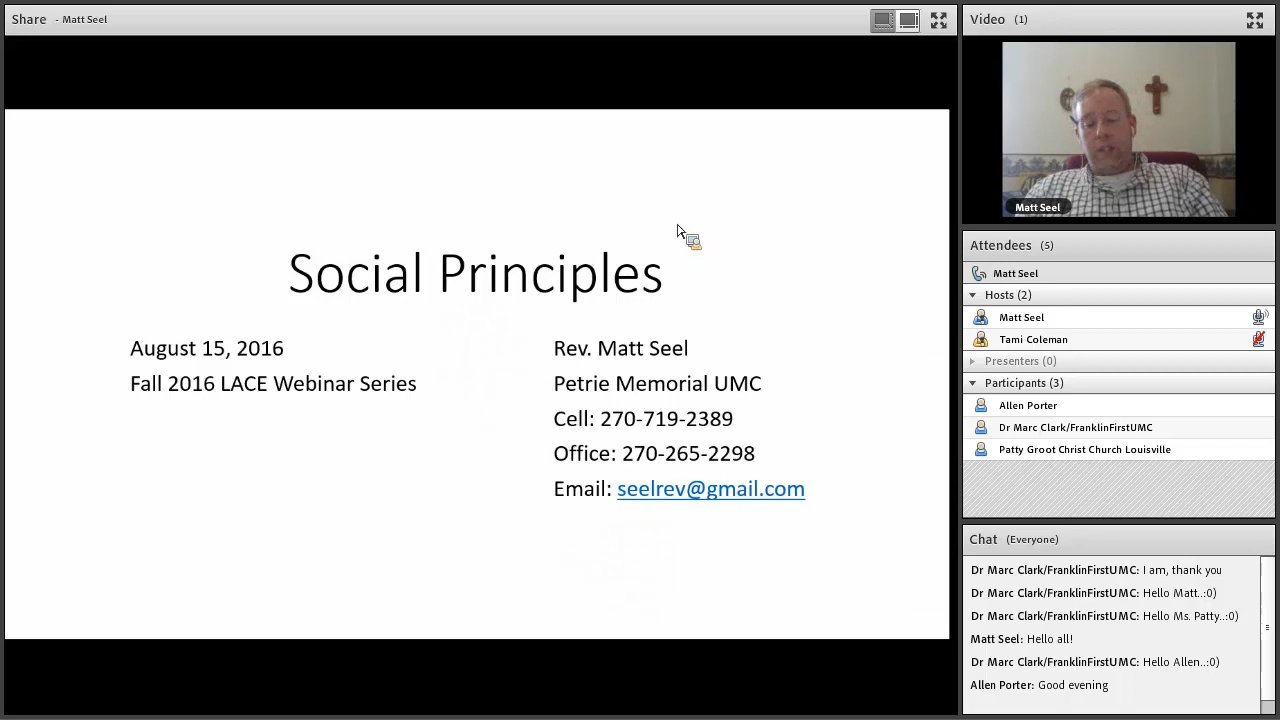 Share - Matt Seel
Social Principles
August 15, 2016
Fall 2016 LACE Webinar Series
Rev. Matt Seel
Petrie Memorial UMC
Cell: 270-719-2389
Office: 270-265-2298
Email: seelrev@gmail.com
Video (1)
Matt Seel
Attendees (5)
Matt Seel
Hosts (2)
Matt Seel
Tami Coleman
Presenters (0)
Participants (3)
Allen Porter
Dr Marc Clark/FranklinFirstUMC
Patty Groot Christ Church Louisville
Chat (Everyone)
Dr Marc Clark/FranklinFirstUMC: I am, thank you
Dr Marc Clark/FranklinFirstUMC: Hello Matt..:0)
Dr Marc Clark/FranklinFirstUMC: Hello Ms. Patty..:0)
Matt Seel: Hello all!
Dr Marc Clark/FranklinFirstUMC: Hello Allen..:0)
Allen Porter: Good evening